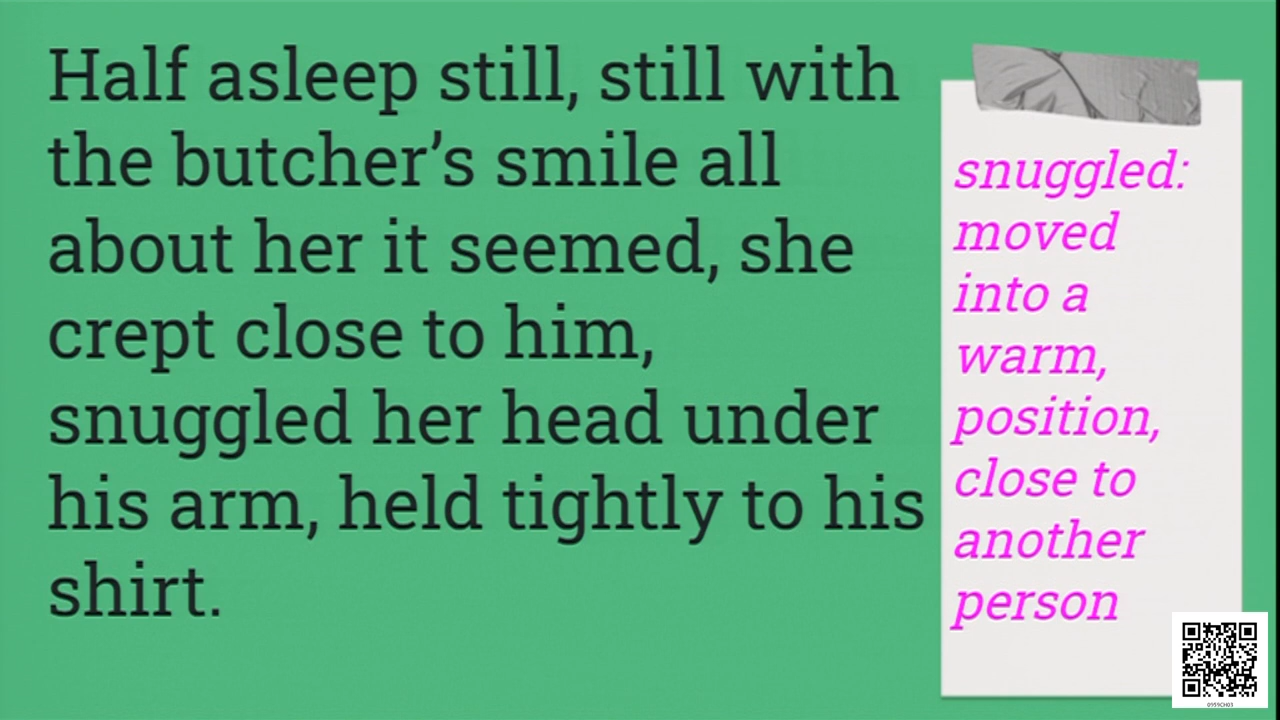 Half asleep still, still with
the butcher’s smile all
about her it seemed, she
crept close to him,
snuggled her head under
his arm, held tightly to his
shirt.
snuggled:
moved
into a
warm,
position,
close to
another
person
0959CH03